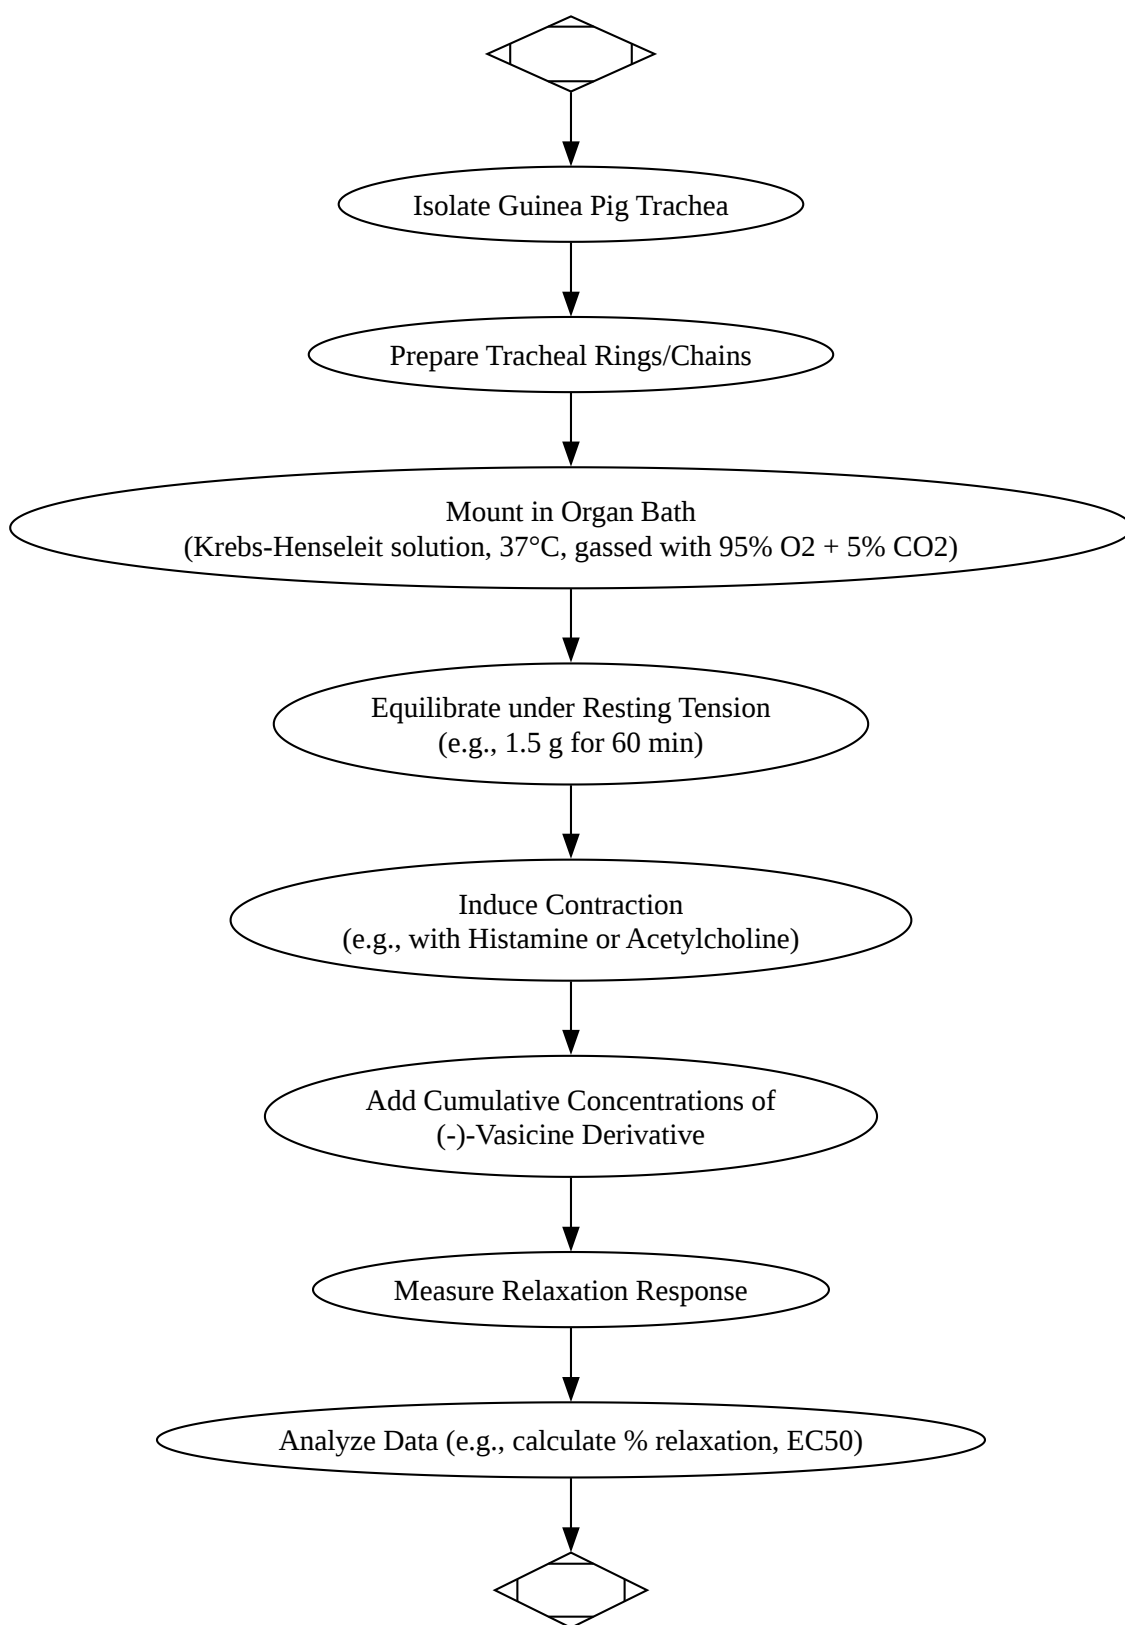 Isolate Guinea Pig Trachea
Prepare Tracheal Rings/Chains
Mount in Organ Bath
(Krebs-Henseleit solution, 37°C, gassed with 95% O2 + 5% CO2)
Equilibrate under Resting Tension
(e.g., 1.5 g for 60 min)
Induce Contraction
(e.g., with Histamine or Acetylcholine)
Add Cumulative Concentrations of
(-)-Vasicine Derivative
Measure Relaxation Response
Analyze Data (e.g., calculate % relaxation, EC50)